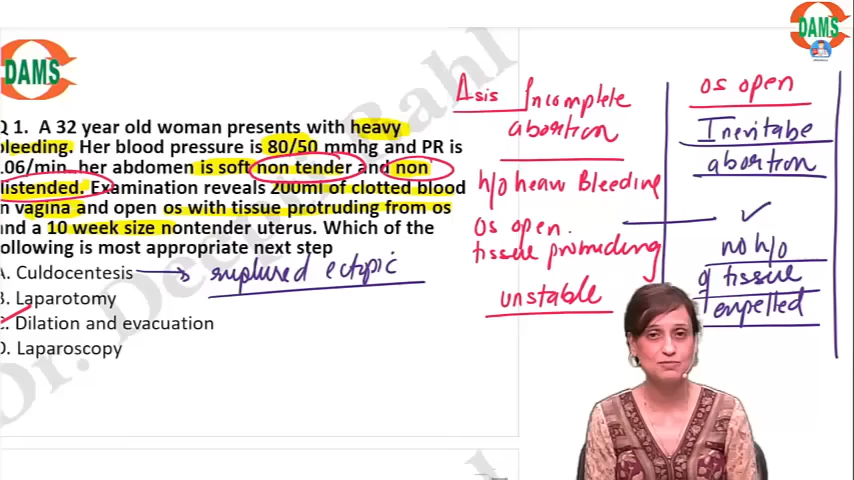 DAMS
DAMS
Q 1. A 32 year old woman presents with heavy
bleeding. Her blood pressure is 80/50 mmhg and PR is
106/min, her abdomen is soft non tender and non
distended. Examination reveals 200ml of clotted blood
in vagina and open os with tissue protruding from os
and a 10 week size nontender uterus. Which of the
following is most appropriate next step
A. Culdocentesis
ruptured ectopic
B. Laparotomy
C. Dilation and evacuation
D. Laparoscopy
Δsis Incomplete
abortion
h/o heavy Bleeding
os open.
tissue protruding
unstable
os open
Inevitabe
abortion
✓
no h/o
of tissue
expelled
Dr. Deepti Bahl